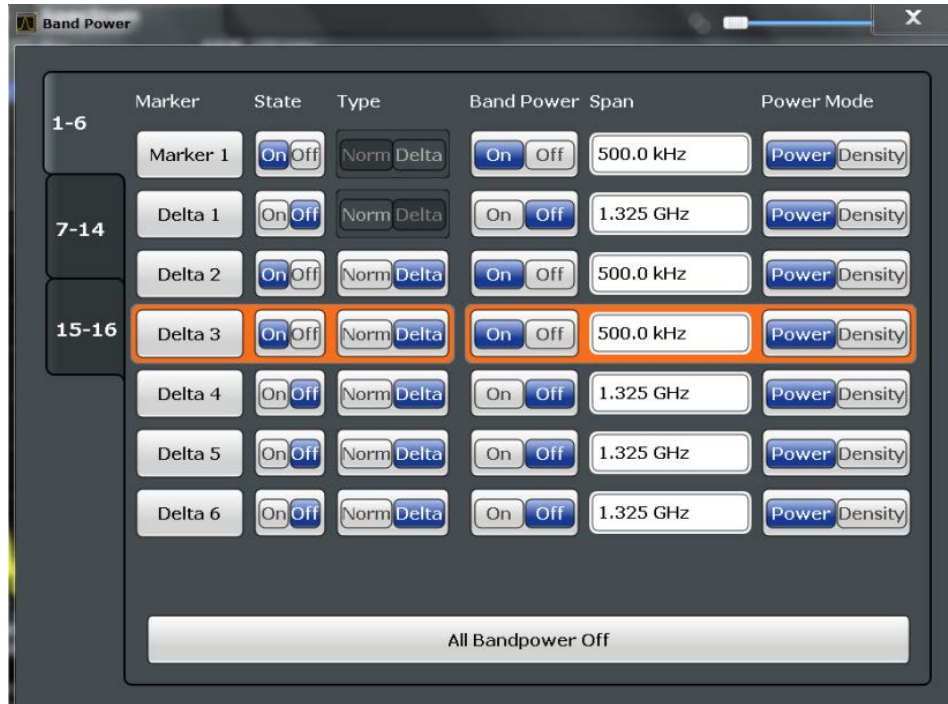 Band Power
X
1-6
7-14
15-16
Marker State Type Band Power Span Power Mode
Marker 1 On Off Norm Delta On Off 500.0 kHz Power Density
Delta 1 On Off Norm Delta On Off 1.325 GHz Power Density
Delta 2 On Off Norm Delta On Off 500.0 kHz Power Density
Delta 3 On Off Norm Delta On Off 500.0 kHz Power Density
Delta 4 On Off Norm Delta On Off 1.325 GHz Power Density
Delta 5 On Off Norm Delta On Off 1.325 GHz Power Density
Delta 6 On Off Norm Delta On Off 1.325 GHz Power Density
All Bandpower Off